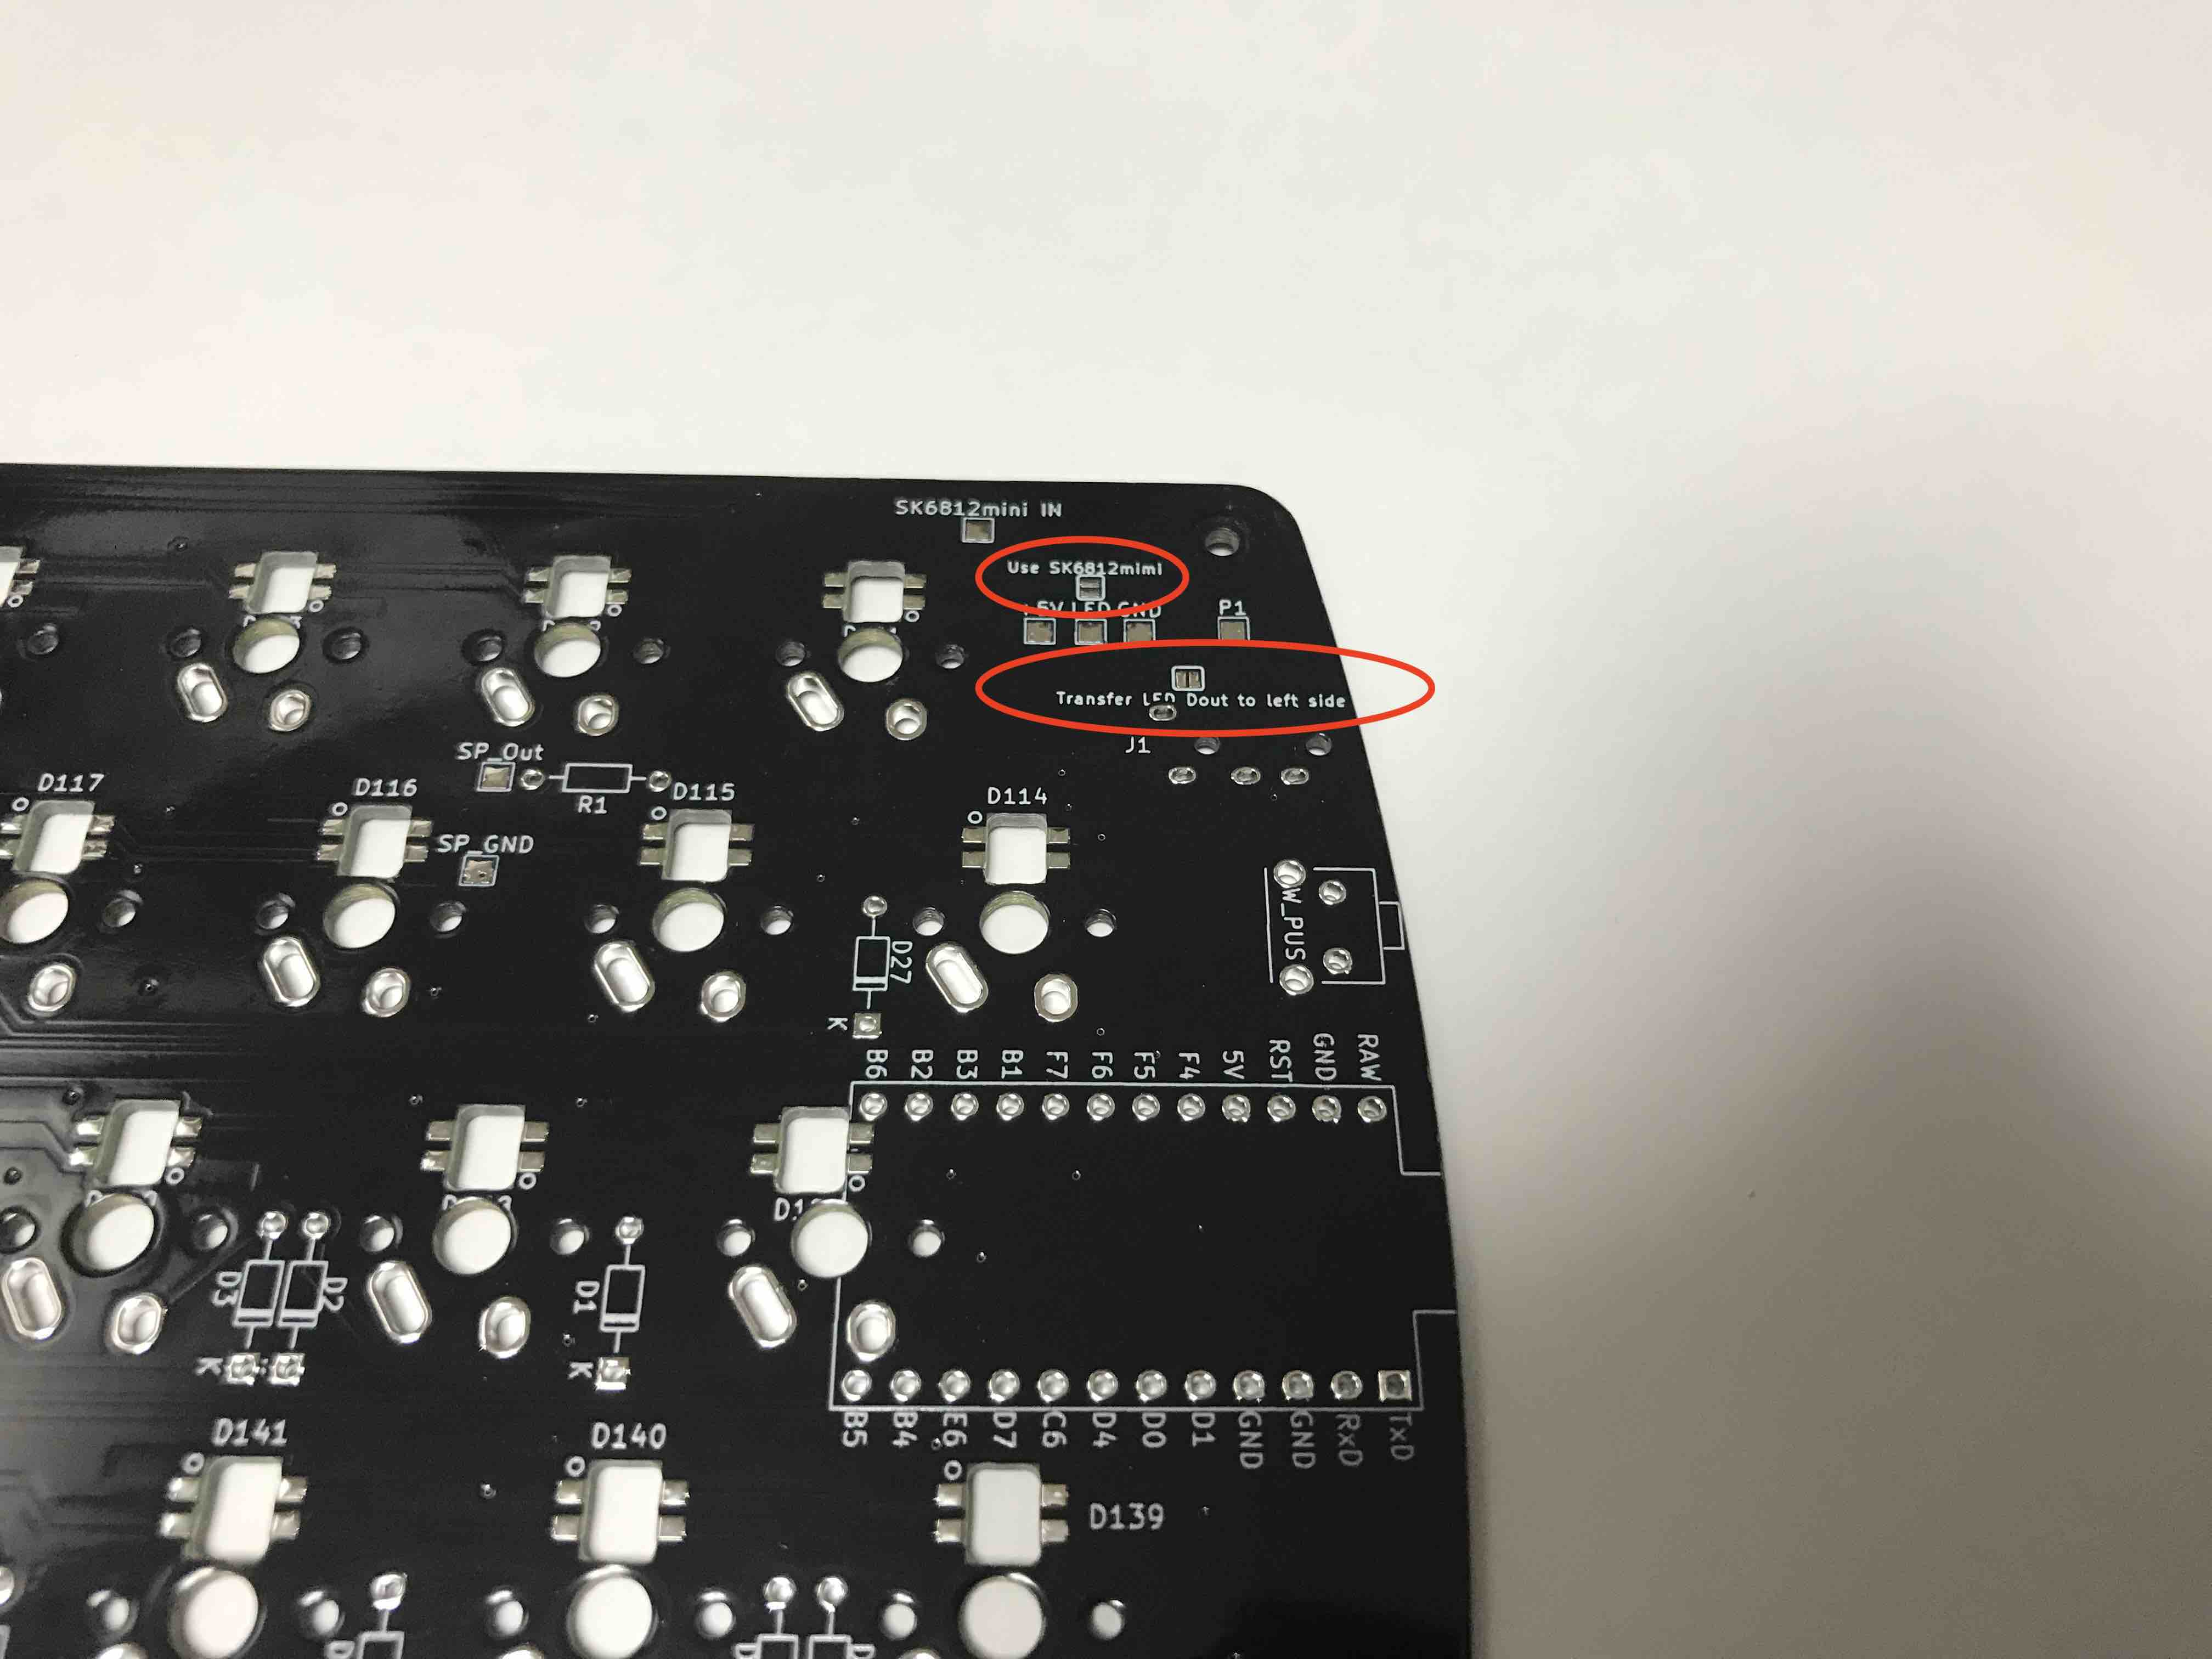 SK6812mini IN
Use SK6812mimi
+5V LED GND
P1
Transfer LED Dout to left side
J1
SP_Out
R1
D117
D116
D115
D114
SP_GND
D27
K
W_PUS
B6 B2 B3 B1 F7 F6 F5 F4 5V RST GND RAW
D3
D2
D1
K
K
B5 B4 E6 D7 C6 D4 D0 D1 GND GND RxD TxD
D141
D140
D139